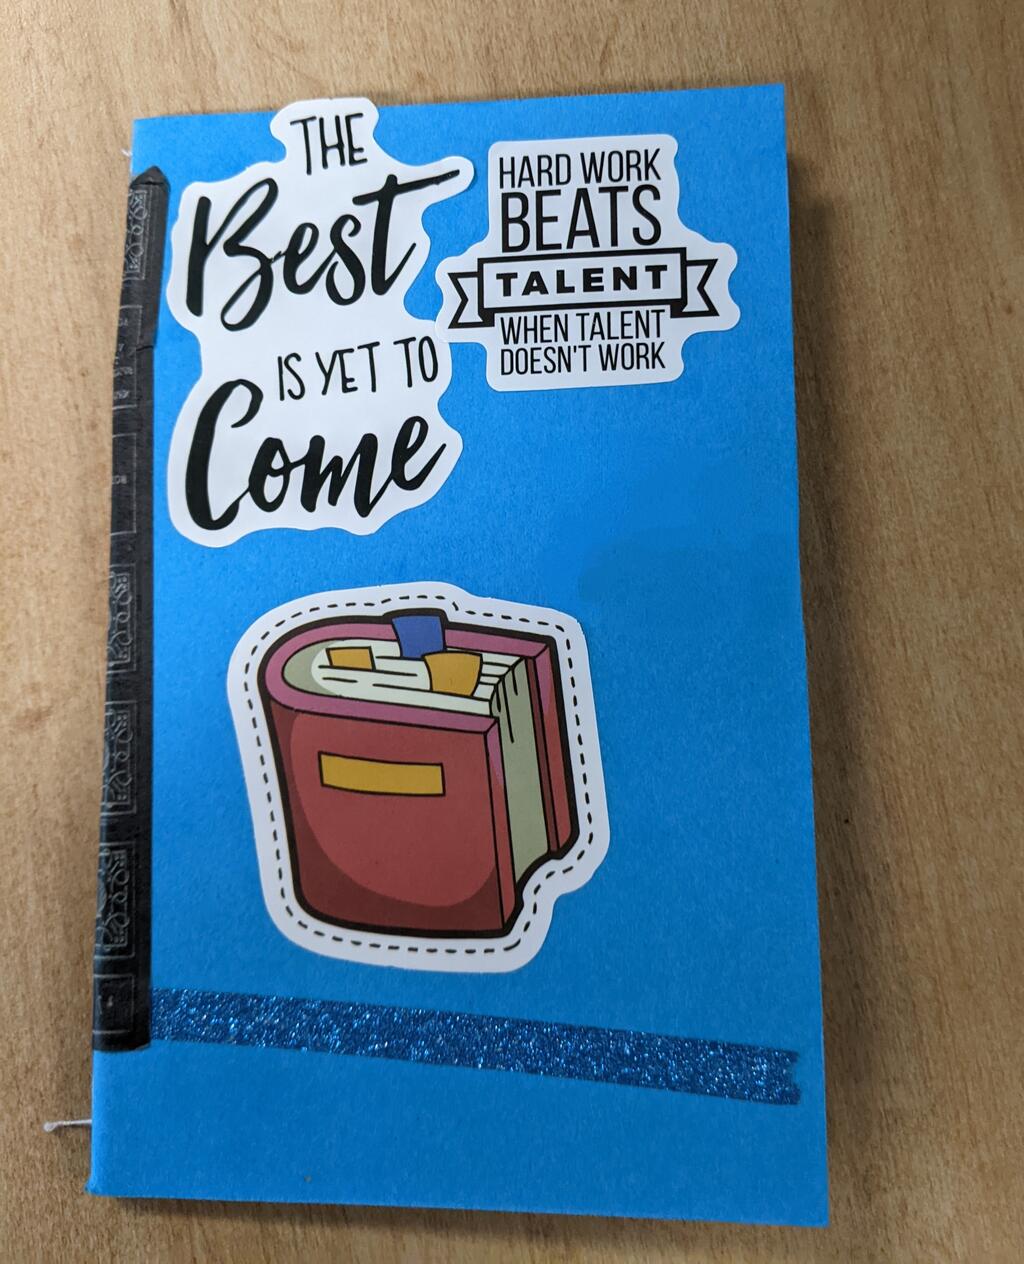 THE
Best
IS YET TO
Come
HARD WORK
BEATS
TALENT
WHEN TALENT
DOESN'T WORK